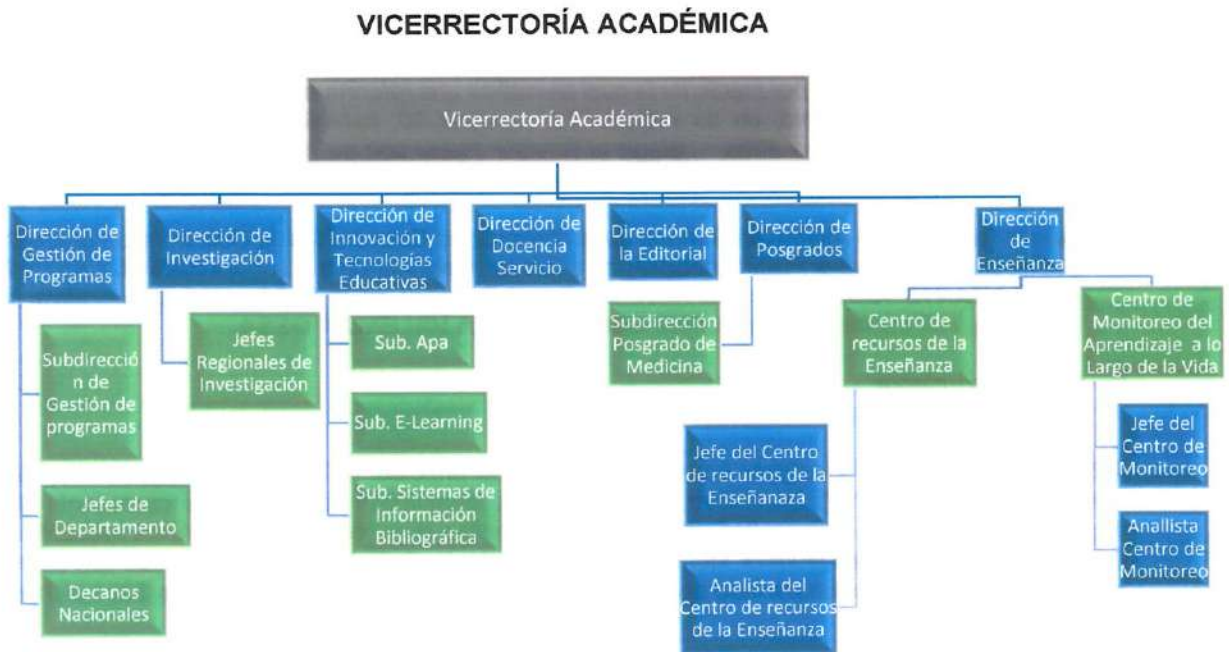 VICERRECTORÍA ACADÉMICA
Vicerrectoría Académica
Dirección de
Gestión de
Programas
Dirección de
Investigación
Dirección de
Innovación y
Tecnologías
Educativas
Dirección de
Docencia
Servicio
Dirección de
la Editorial
Dirección de
Posgrados
Dirección
de
Enseñanza
Subdirecció
n de
Gestión de
programas
Jefes de
Departamento
Decanos
Nacionales
Jefes
Regionales de
Investigación
Sub. Apa
Sub. E-Learning
Sub. Sistemas de
Información
Bibliográfica
Subdirección
Posgrado de
Medicina
Centro de
recursos de la
Enseñanza
Jefe del Centro
de recursos de la
Enseñanaza
Analista del
Centro de recursos
de la Enseñanza
Centro de
Monitoreo del
Aprendizaje a lo
Largo de la Vida
Jefe del
Centro de
Monitoreo
Anallista
Centro de
Monitoreo